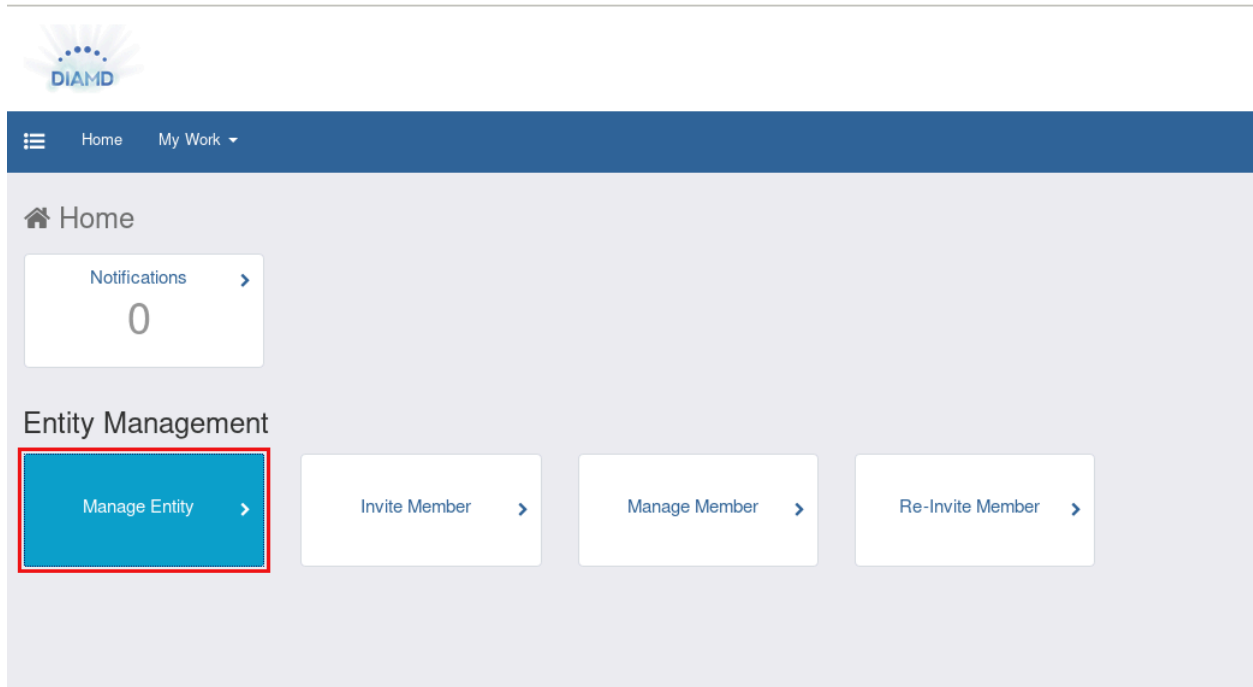 DIAMD
Home My Work
Home
Notifications
0
Entity Management
Manage Entity Invite Member Manage Member Re-Invite Member